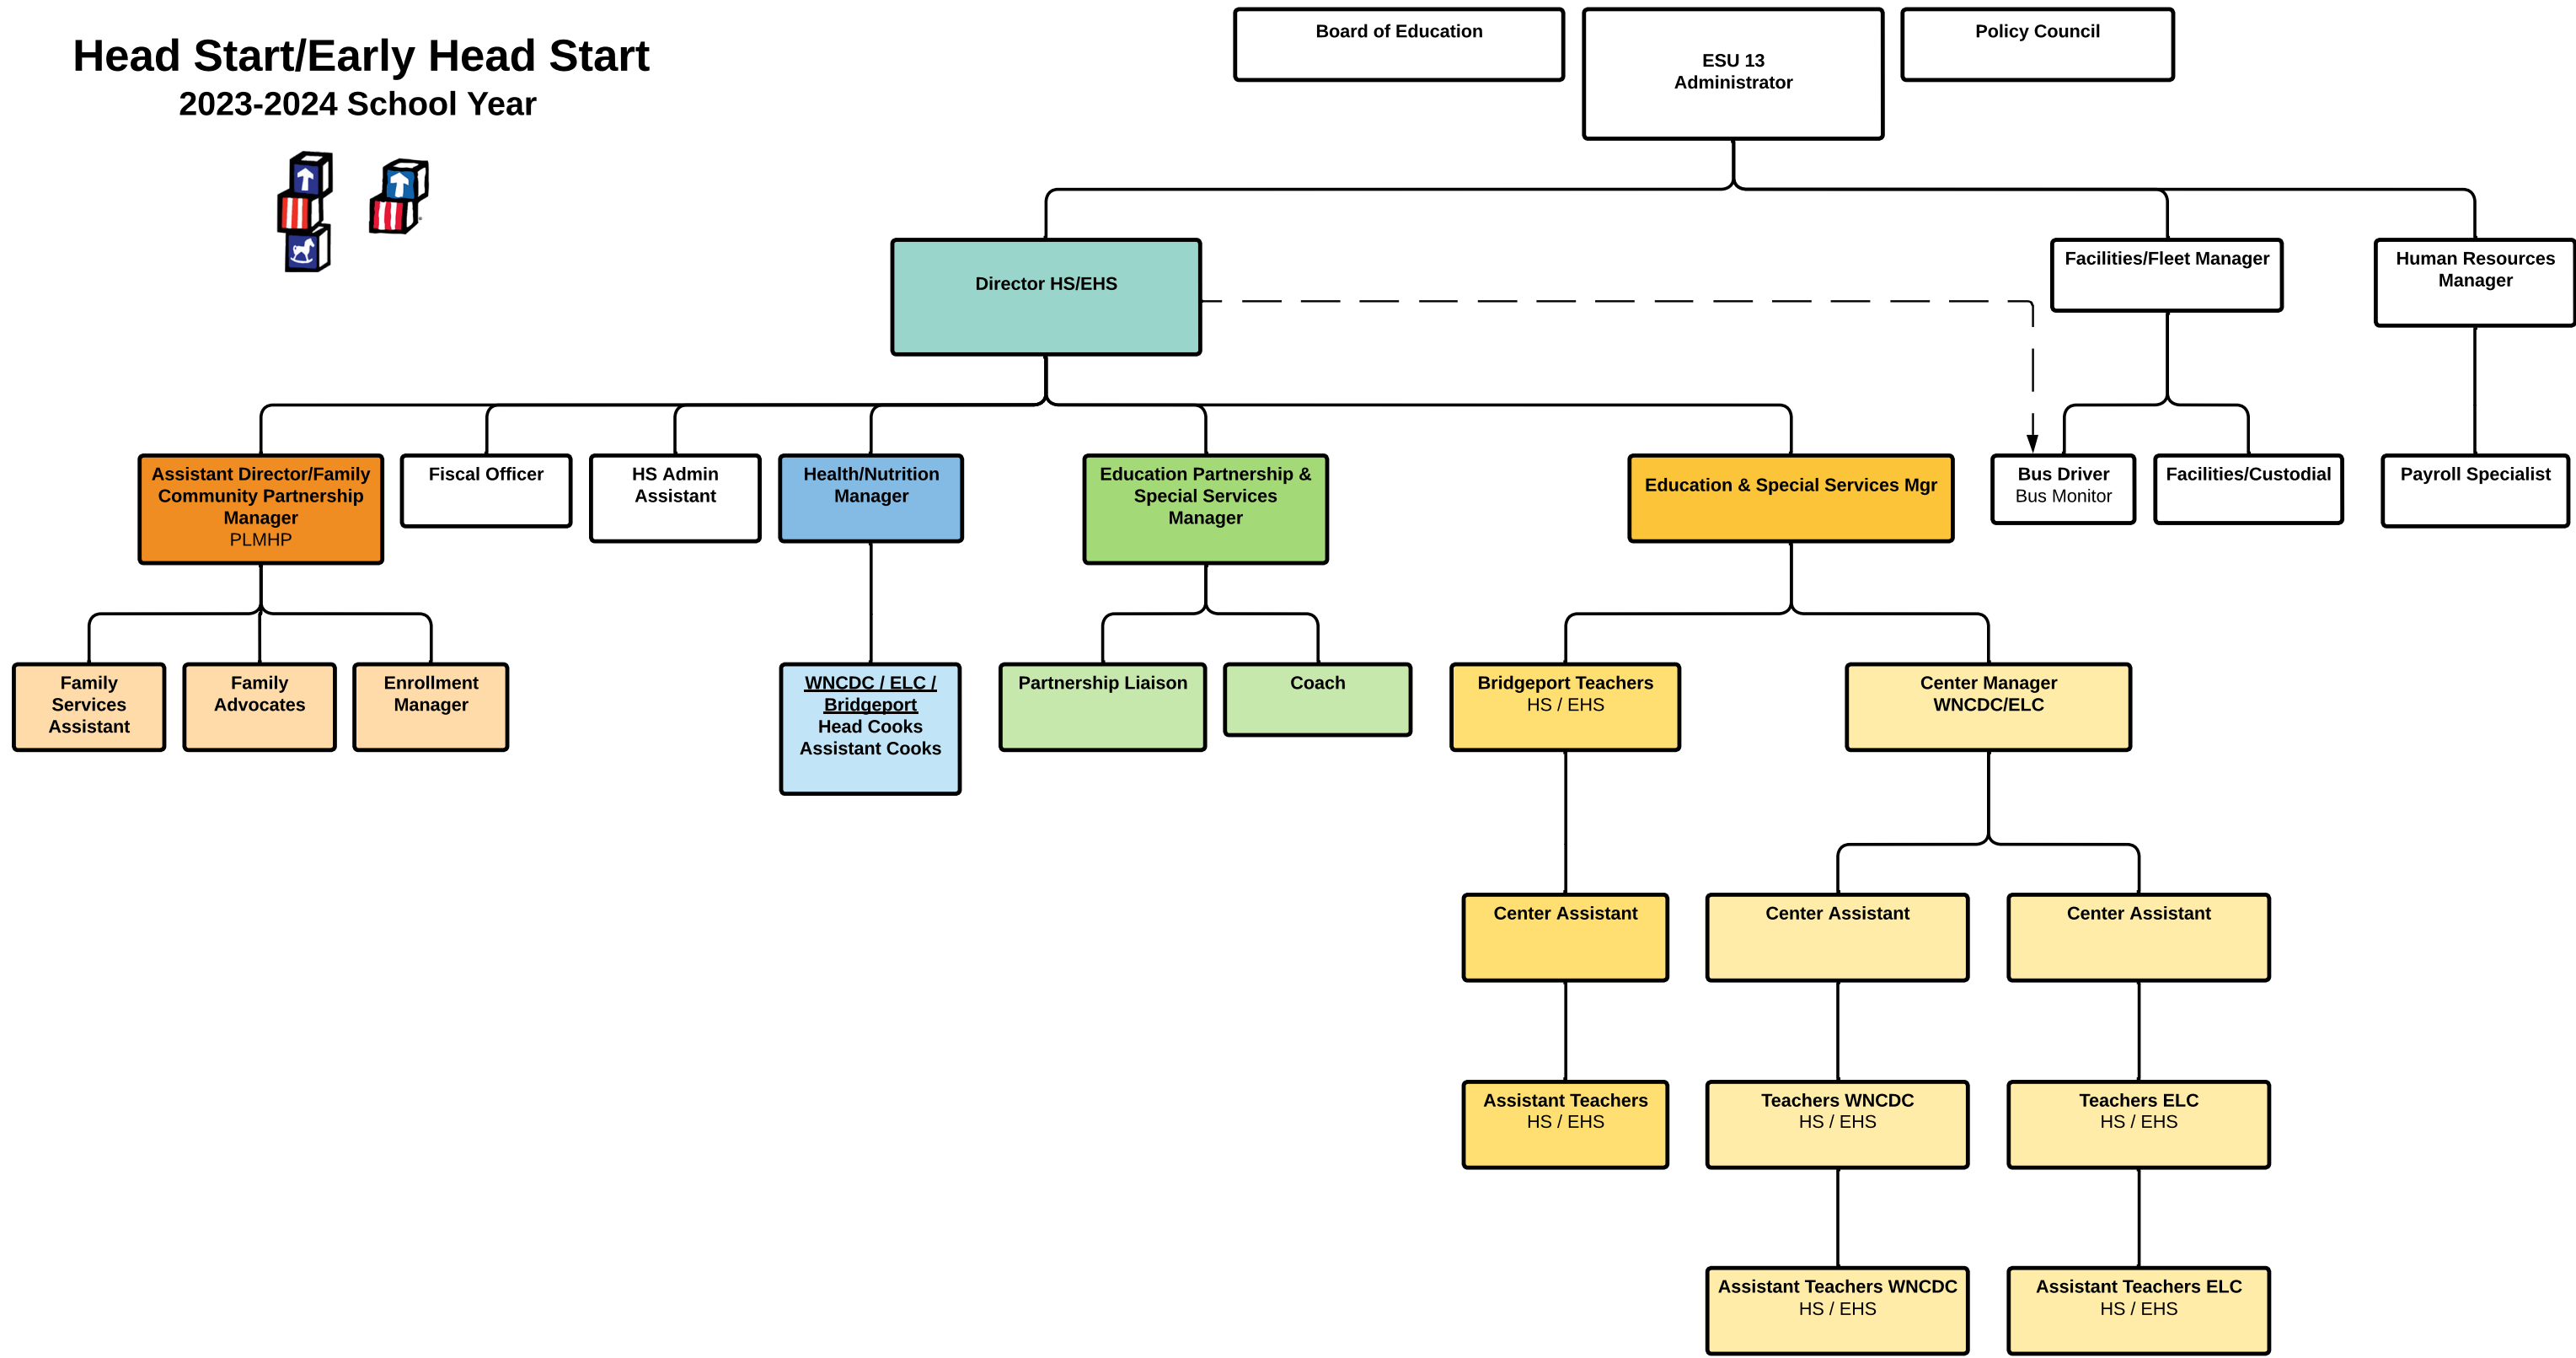 Head Start/Early Head Start
2023-2024 School Year
Board of Education
ESU 13
Administrator
Policy Council
Director HS/EHS
Facilities/Fleet Manager
Human Resources
Manager
Assistant Director/Family
Community Partnership
Manager
PLMHP
Fiscal Officer
HS Admin
Assistant
Health/Nutrition
Manager
Education Partnership &
Special Services
Manager
Education & Special Services Mgr
Bus Driver
Bus Monitor
Facilities/Custodial
Payroll Specialist
Family
Services
Assistant
Family
Advocates
Enrollment
Manager
WNCDC / ELC /
Bridgeport
Head Cooks
Assistant Cooks
Partnership Liaison
Coach
Bridgeport Teachers
HS / EHS
Center Manager
WNCDC/ELC
Center Assistant
Center Assistant
Center Assistant
Assistant Teachers
HS / EHS
Teachers WNCDC
HS / EHS
Teachers ELC
HS / EHS
Assistant Teachers WNCDC
HS / EHS
Assistant Teachers ELC
HS / EHS